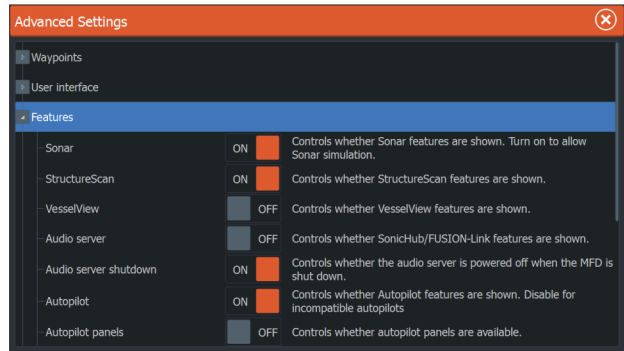 Advanced Settings
Waypoints
User interface
Features
Sonar ON Controls whether Sonar features are shown. Turn on to allow
Sonar simulation.
StructureScan ON Controls whether StructureScan features are shown.
VesselView OFF Controls whether VesselView features are shown.
Audio server OFF Controls whether SonicHub/FUSION-Link features are shown.
Audio server shutdown ON Controls whether the audio server is powered off when the MFD is
shut down.
Autopilot ON Controls whether Autopilot features are shown. Disable for
incompatible autopilots
Autopilot panels OFF Controls whether autopilot panels are available.